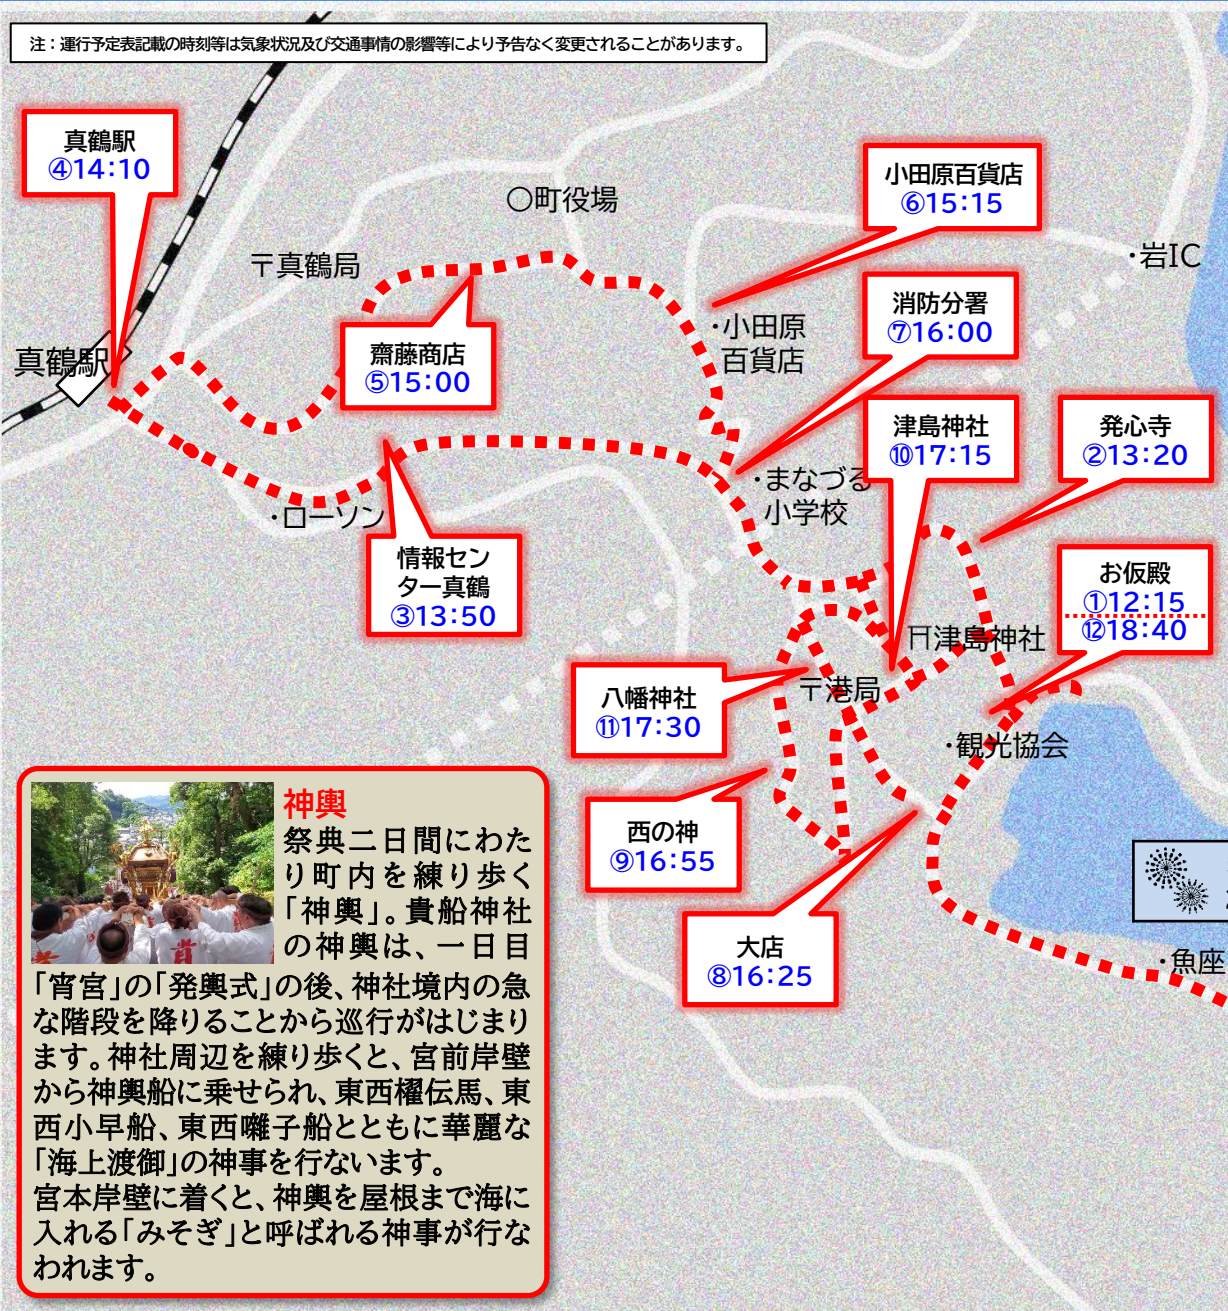 注：運行予定表記載の時刻等は気象状況及び交通事情の影響等により予告なく変更されることがあります。
真鶴駅
④14:10
小田原百貨店
⑥15:15
〇町役場
〒真鶴局
・岩IC
消防分署
⑦16:00
・小田原
百貨店
真鶴駅
齋藤商店
⑤15:00
津島神社
⑩17:15
発心寺
②13:20
・まなづる
小学校
・ローソン
情報セン
ター真鶴
③13:50
お仮殿
①12:15
⑫18:40
⛩津島神社
〒港局
八幡神社
⑪17:30
・観光協会
西の神
⑨16:55
大店
⑧16:25
・魚座
神輿
祭典二日間にわた
り町内を練り歩く
「神輿」。貴船神社
の神輿は、一日目
「宵宮」の「発輿式」の後、神社境内の急
な階段を降りることから巡行がはじまり
ます。神社周辺を練り歩くと、宮前岸壁
から神輿船に乗せられ、東西櫂伝馬、東
西小早船、東西囃子船とともに華麗な
「海上渡御」の神事を行ないます。
宮本岸壁に着くと、神輿を屋根まで海に
入れる「みそぎ」と呼ばれる神事が行な
われます。